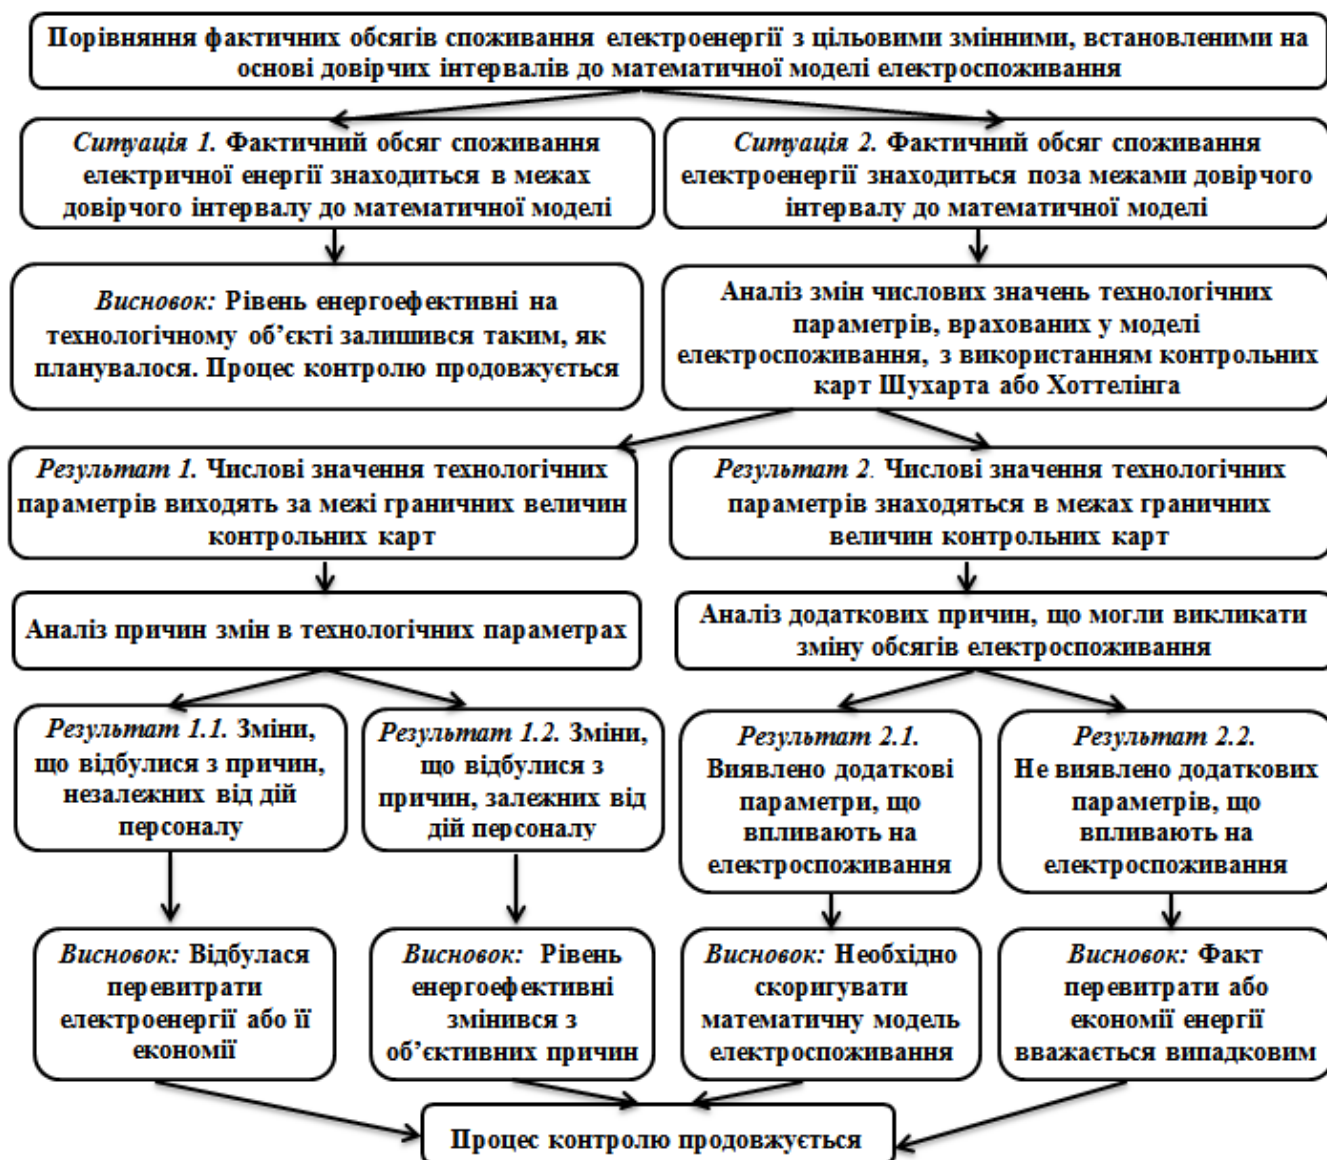 Порівняння фактичних обсягів споживання електроенергії з цільовими змінними, встановленими на
основі довірчих інтервалів до математичної моделі електроспоживання
Ситуація 1. Фактичний обсяг споживання
електричної енергії знаходиться в межах
довірчого інтервалу до математичної моделі
Ситуація 2. Фактичний обсяг споживання
електроенергії знаходиться поза межами довірчого
інтервалу до математичної моделі
Висновок: Рівень енергоефективні на
технологічному об’єкті залишився таким, як
планувалося. Процес контролю продовжується
Аналіз змін числових значень технологічних
параметрів, врахованих у моделі
електроспоживання, з використанням контрольних
карт Шухарта або Хоттелінга
Результат 1. Числові значення технологічних
параметрів виходять за межі граничних величин
контрольних карт
Результат 2. Числові значення технологічних
параметрів знаходяться в межах граничних
величин контрольних карт
Аналіз причин змін в технологічних параметрах
Аналіз додаткових причин, що могли викликати
зміну обсягів електроспоживання
Результат 1.1. Зміни,
що відбулися з причин,
незалежних від дій
персоналу
Результат 1.2. Зміни,
що відбулися з
причин, залежних від
дій персоналу
Результат 2.1.
Виявлено додаткові
параметри, що
впливають на
електроспоживання
Результат 2.2.
Не виявлено додаткових
параметрів, що
впливають на
електроспоживання
Висновок: Відбулася
перевитрати
електроенергії або її
економії
Висновок: Рівень
енергоефективні
змінився з
об’єктивних причин
Висновок: Необхідно
скоригувати
математичну модель
електроспоживання
Висновок: Факт
перевитрати або
економії енергії
вважається випадковим
Процес контролю продовжується